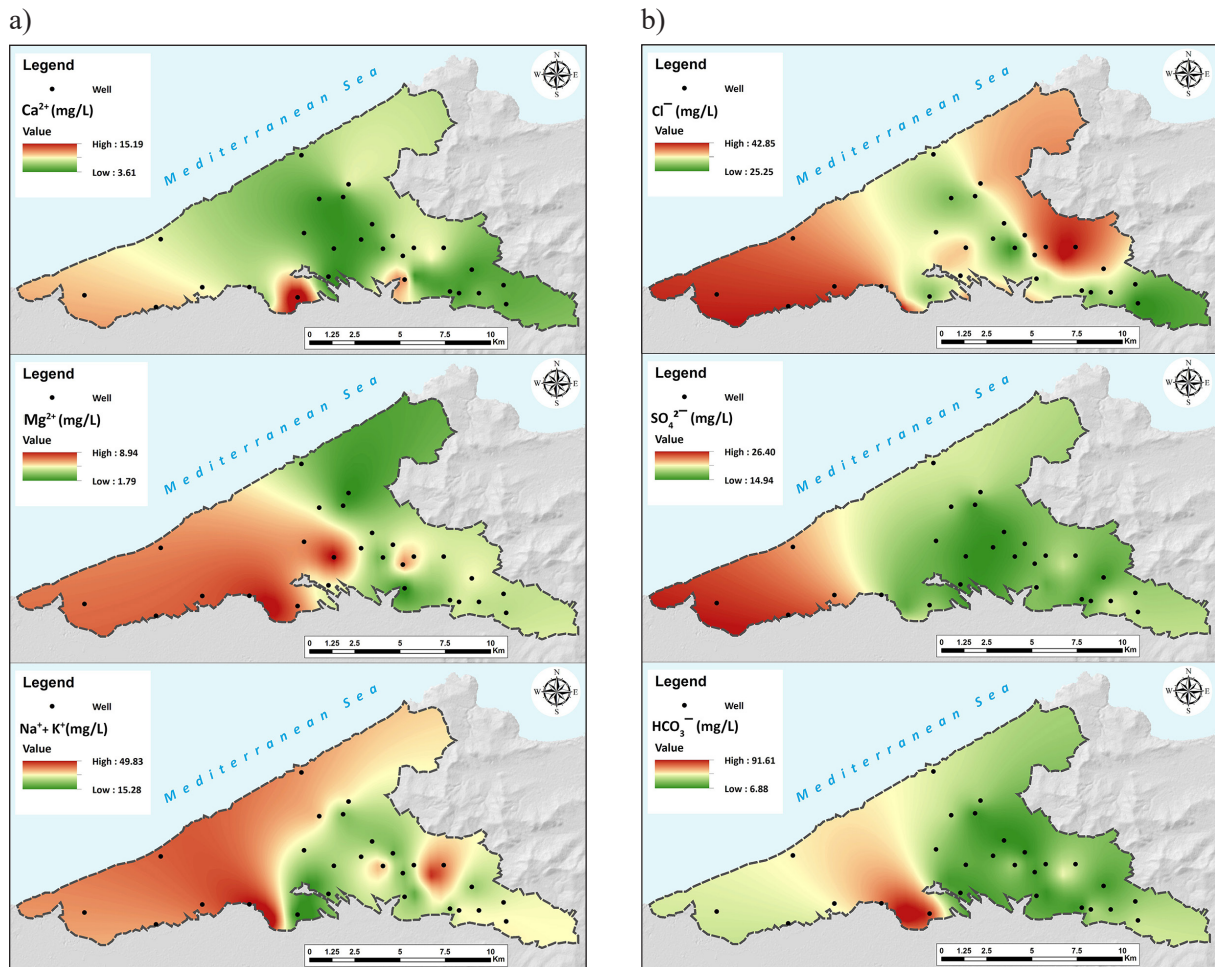 a)
Legend
Well
Ca²⁺ (mg/L)
Value
High : 15.19
Low : 3.61
Mediterranean Sea
N
W E
S
0 1.25 2.5 5 7.5 10
Km
Legend
Well
Mg²⁺ (mg/L)
Value
High : 8.94
Low : 1.79
Mediterranean Sea
N
W E
S
0 1.25 2.5 5 7.5 10
Km
Legend
Well
Na⁺+ K⁺(mg/L)
Value
High : 49.83
Low : 15.28
Mediterranean Sea
N
W E
S
0 1.25 2.5 5 7.5 10
Km
b)
Legend
Well
Cl⁻ (mg/L)
Value
High : 42.85
Low : 25.25
Mediterranean Sea
N
W E
S
0 1.25 2.5 5 7.5 10
Km
Legend
Well
SO₄²⁻ (mg/L)
Value
High : 26.40
Low : 14.94
Mediterranean Sea
N
W E
S
0 1.25 2.5 5 7.5 10
Km
Legend
Well
HCO₃⁻ (mg/L)
Value
High : 91.61
Low : 6.88
Mediterranean Sea
N
W E
S
0 1.25 2.5 5 7.5 10
Km